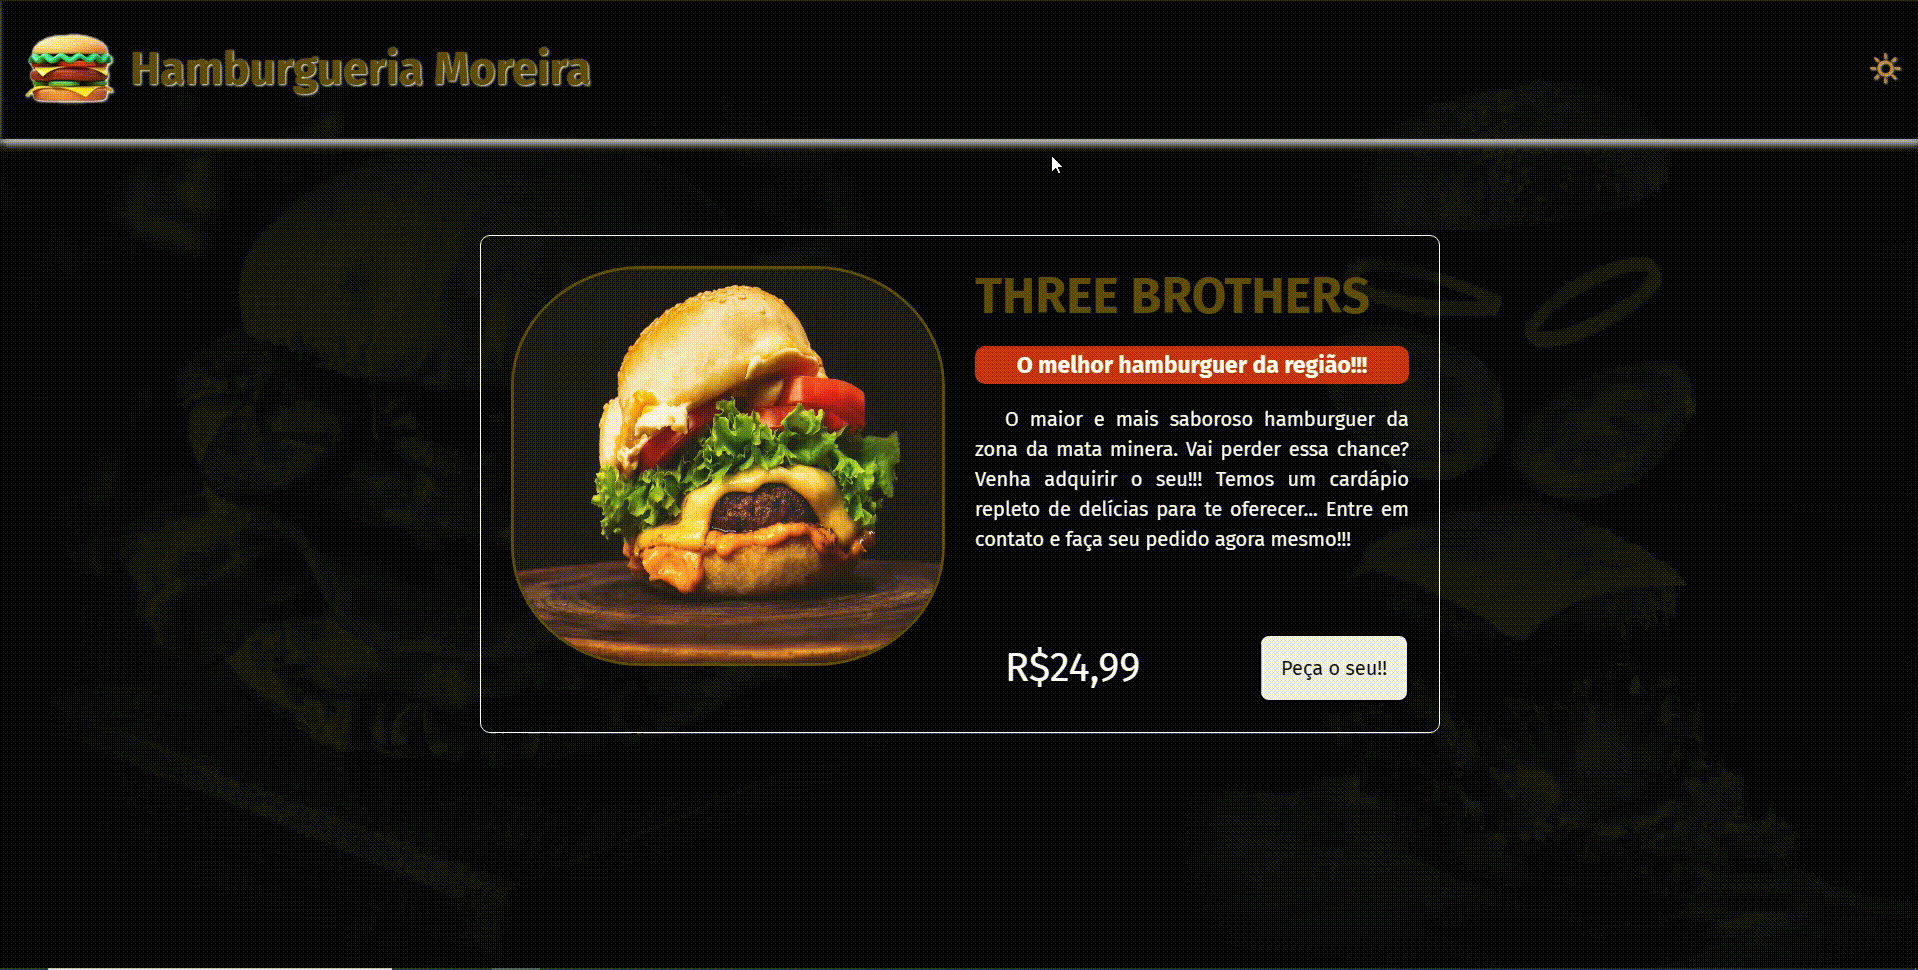 Hamburgueria Moreira
THREE BROTHERS
O melhor hamburguer da região!!!
O maior e mais saboroso hamburguer da
zona da mata minera. Vai perder essa chance?
Venha adquirir o seu!!! Temos um cardápio
repleto de delícias para te oferecer... Entre em
contato e faça seu pedido agora mesmo!!!
R$24,99
Peça o seu!!